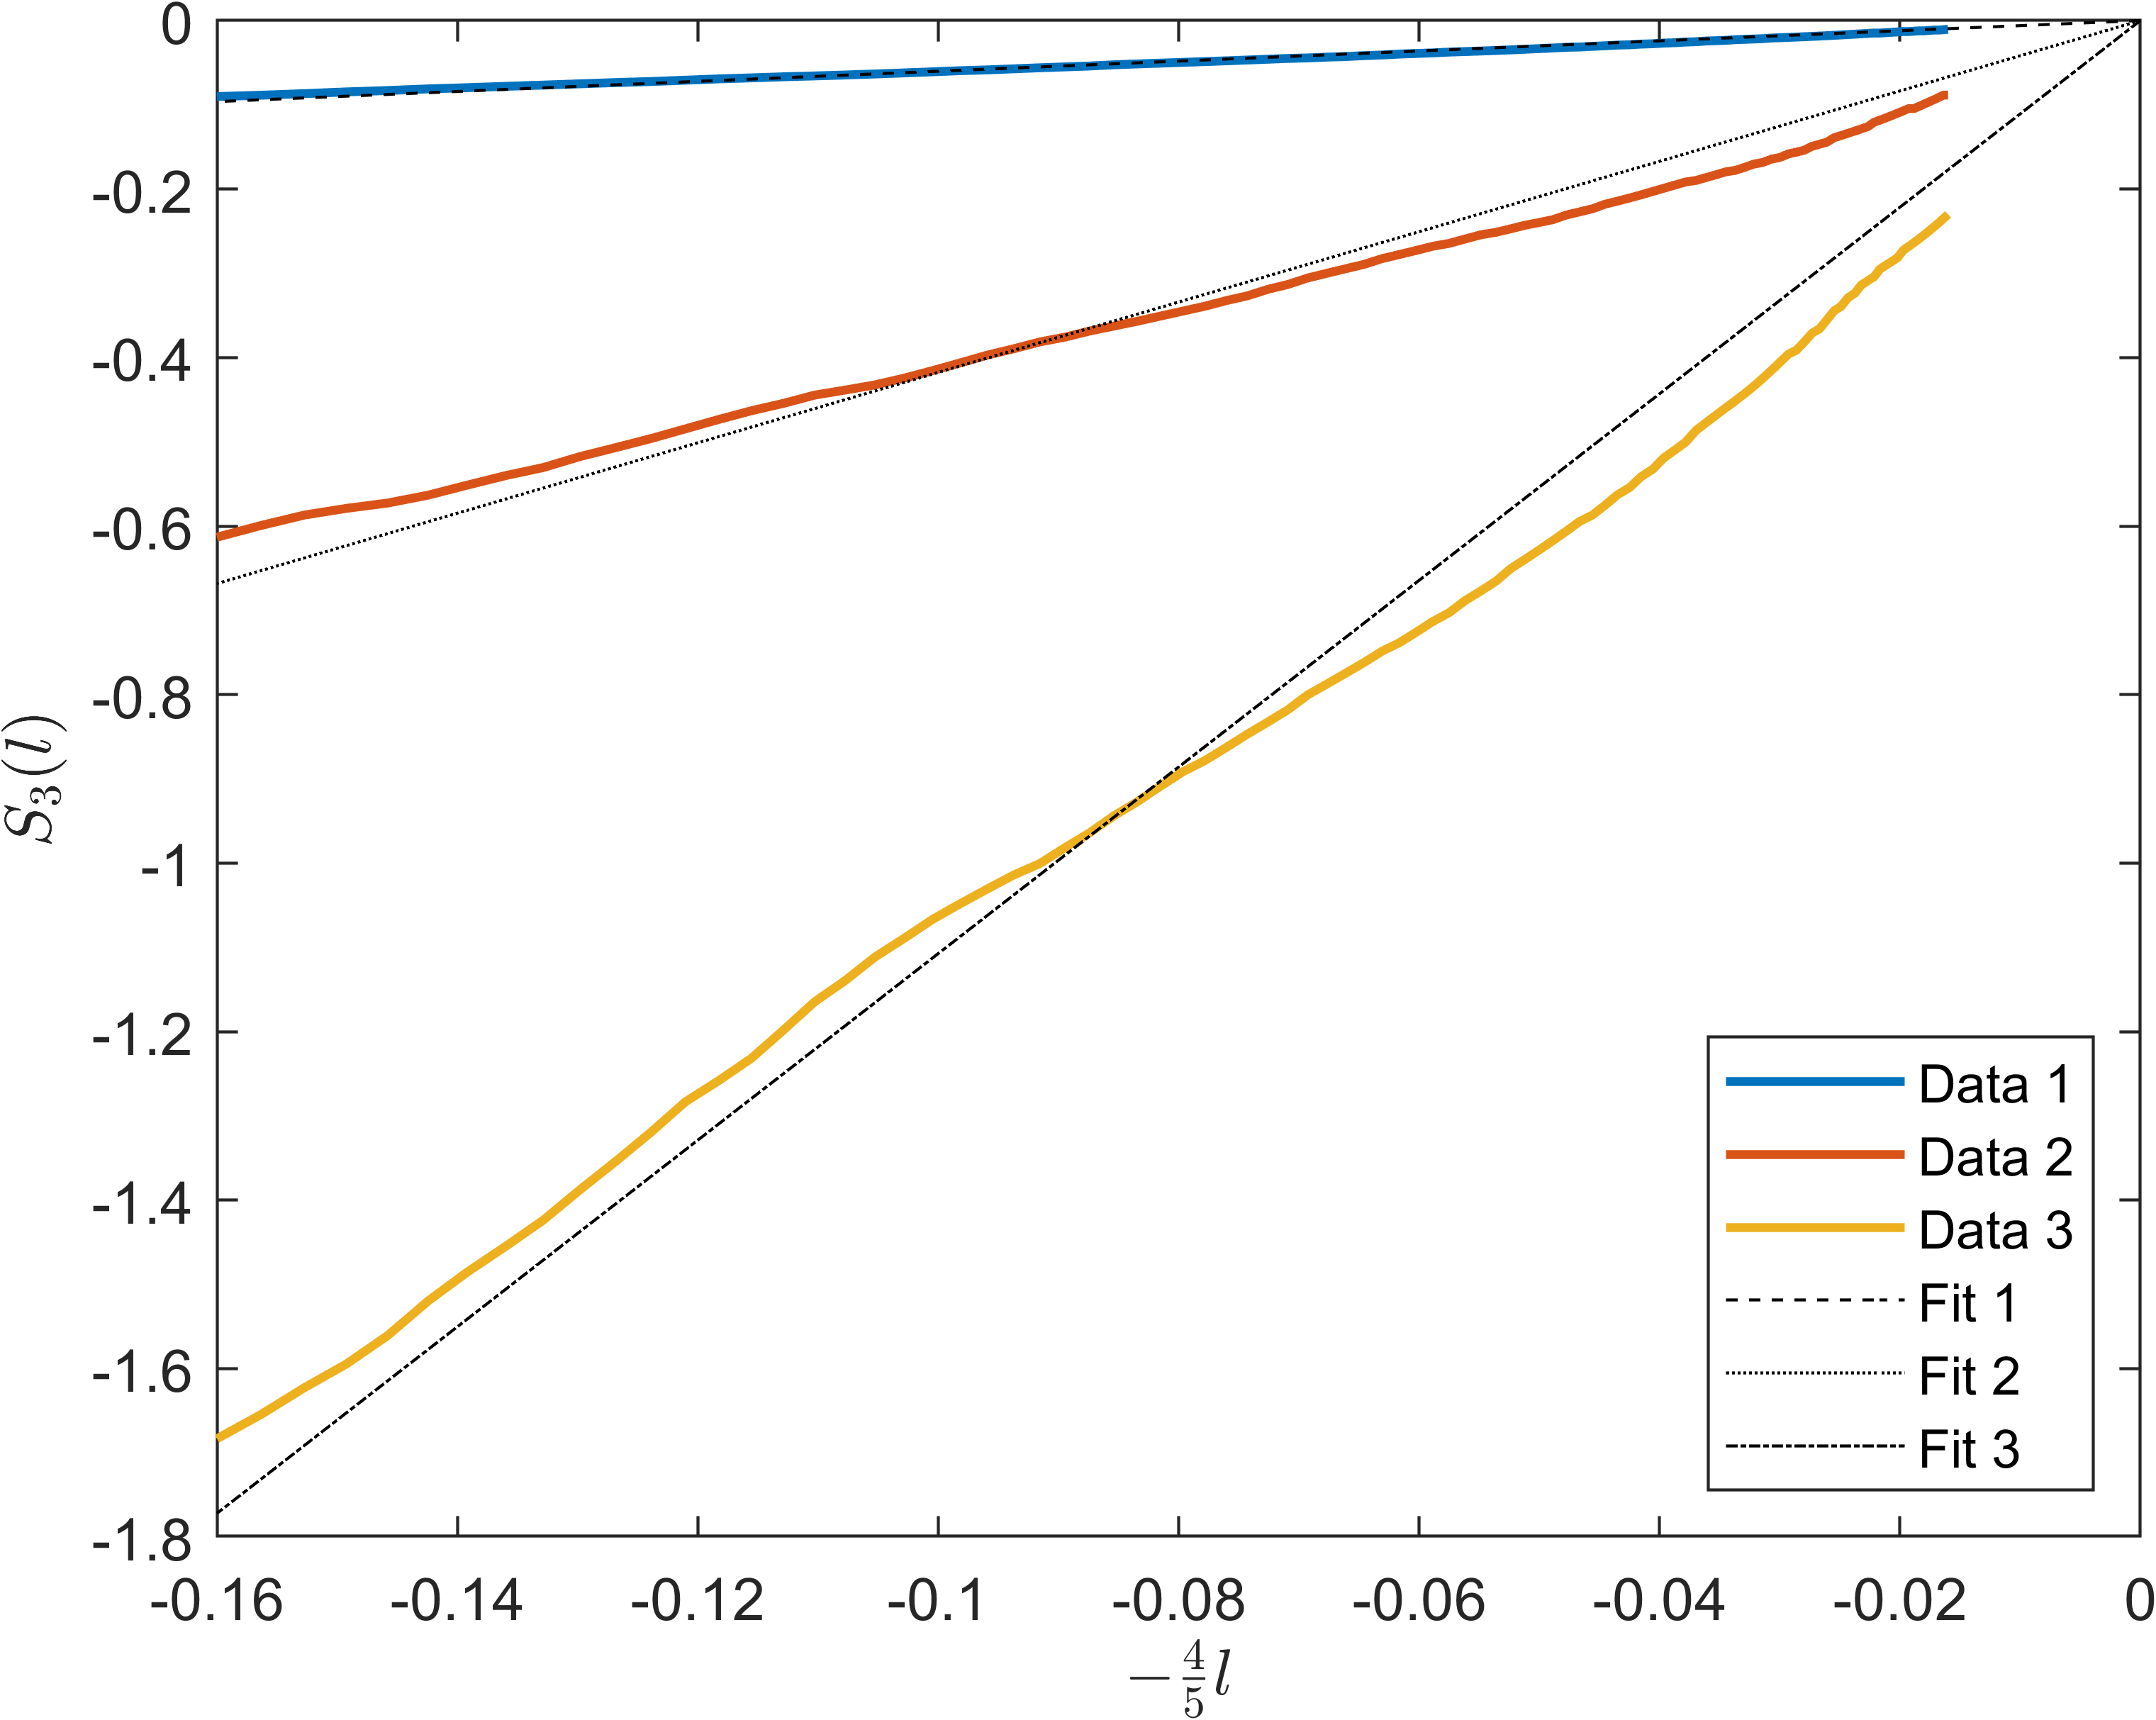 0
-0.2
-0.4
-0.6
-0.8
-1
-1.2
-1.4
-1.6
-1.8
S₃(l)
-0.16 -0.14 -0.12 -0.1 -0.08 -0.06 -0.04 -0.02 0
−4/5 l
Data 1
Data 2
Data 3
Fit 1
Fit 2
Fit 3